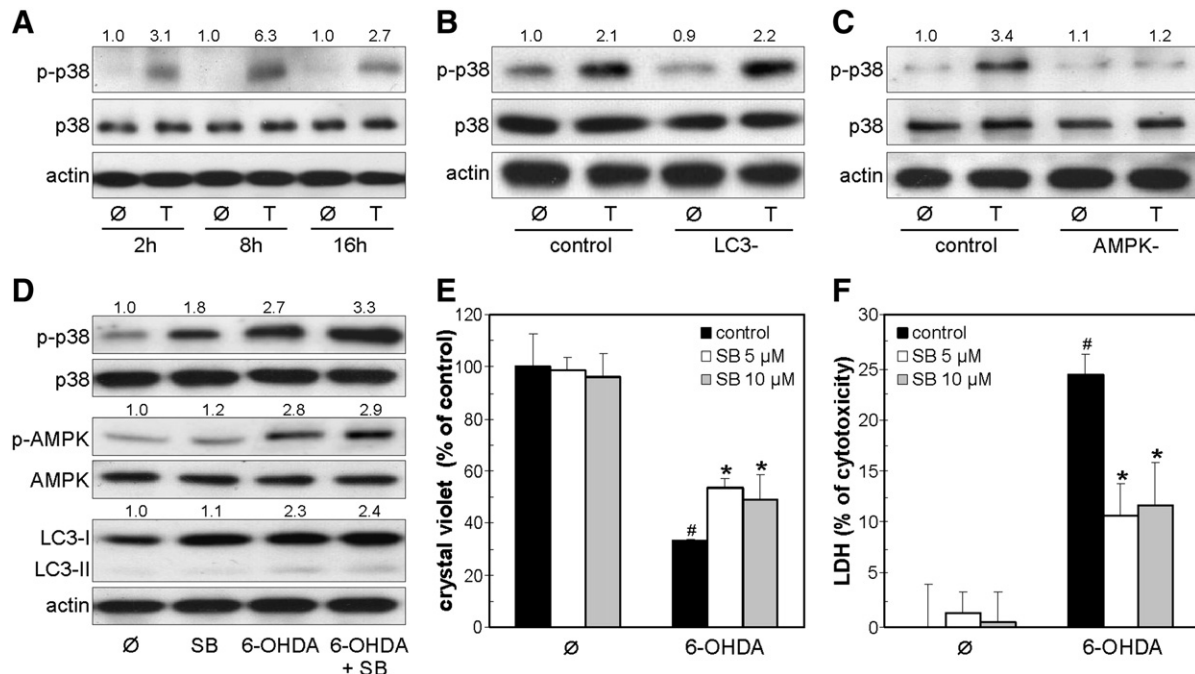 A
1.0 3.1 1.0 6.3 1.0 2.7
p-p38
p38
actin
Ø T Ø T Ø T
2h 8h 16h
B
1.0 2.1 0.9 2.2
p-p38
p38
actin
Ø T Ø T
control LC3-
C
1.0 3.4 1.1 1.2
p-p38
p38
actin
Ø T Ø T
control AMPK-
D
1.0 1.8 2.7 3.3
p-p38
p38
1.0 1.2 2.8 2.9
p-AMPK
AMPK
1.0 1.1 2.3 2.4
LC3-I
LC3-II
actin
Ø SB 6-OHDA 6-OHDA
+ SB
E
crystal violet (% of control)
120
100
80
60
40
20
0
control
SB 5 µM
SB 10 µM
# * *
Ø 6-OHDA
F
LDH (% of cytotoxicity)
30
25
20
15
10
5
0
control
SB 5 µM
SB 10 µM
# * *
Ø 6-OHDA